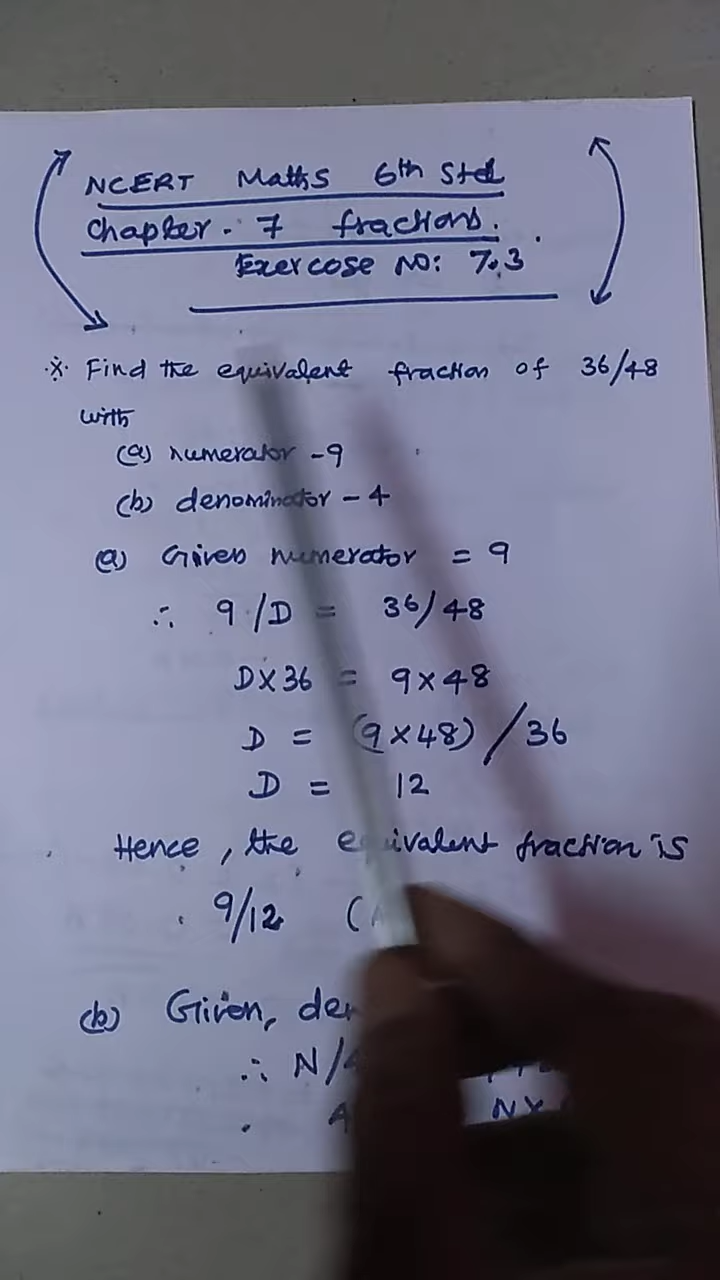 NCERT Maths 6th Std
Chapter - 7 fractions.
Exercose NO: 7.3
※ Find the equivalent fraction of 36/48
with
(a) numerator - 9
(b) denominator - 4
(a) Given numerator = 9
∴ 9/D = 36/48
D×36 = 9×48
D = (9×48)/36
D = 12
Hence, the equivalent fraction is
9/12
(b) Given,
∴ N/4